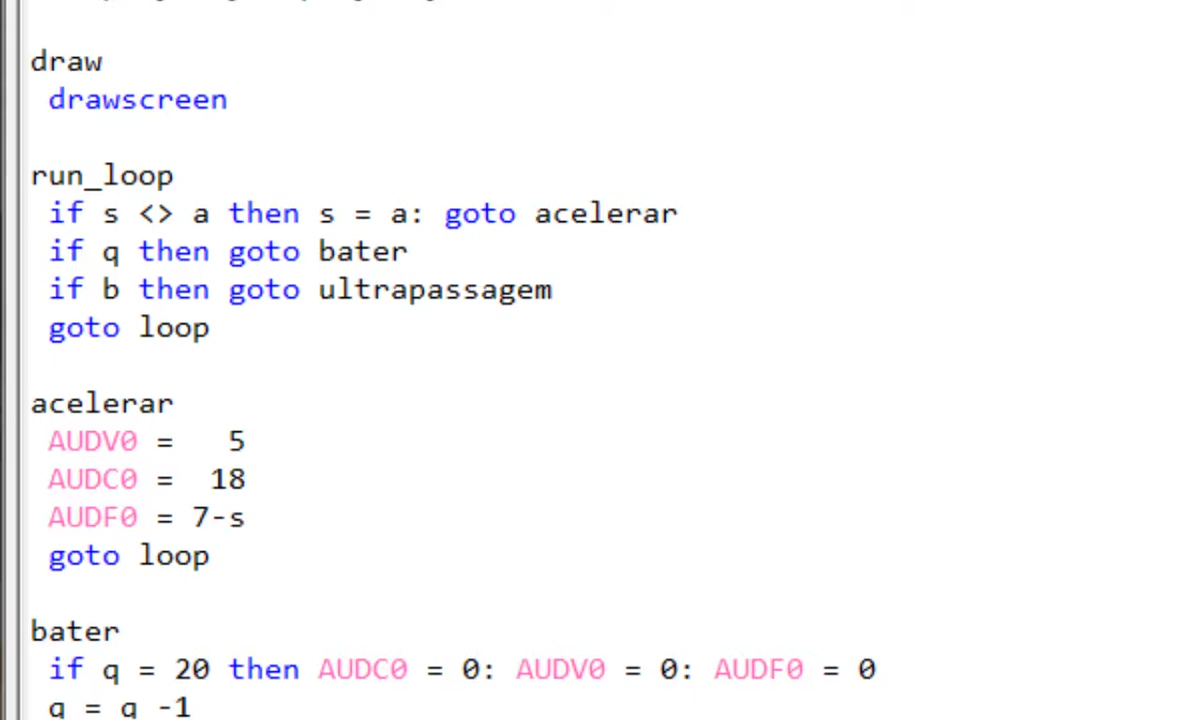 draw
 drawscreen
run_loop
 if s <> a then s = a: goto acelerar
 if q then goto bater
 if b then goto ultrapassagem
 goto loop
acelerar
 AUDV0 =   5
 AUDC0 =  18
 AUDF0 = 7-s
 goto loop
bater
 if q = 20 then AUDC0 = 0: AUDV0 = 0: AUDF0 = 0
 q = q -1